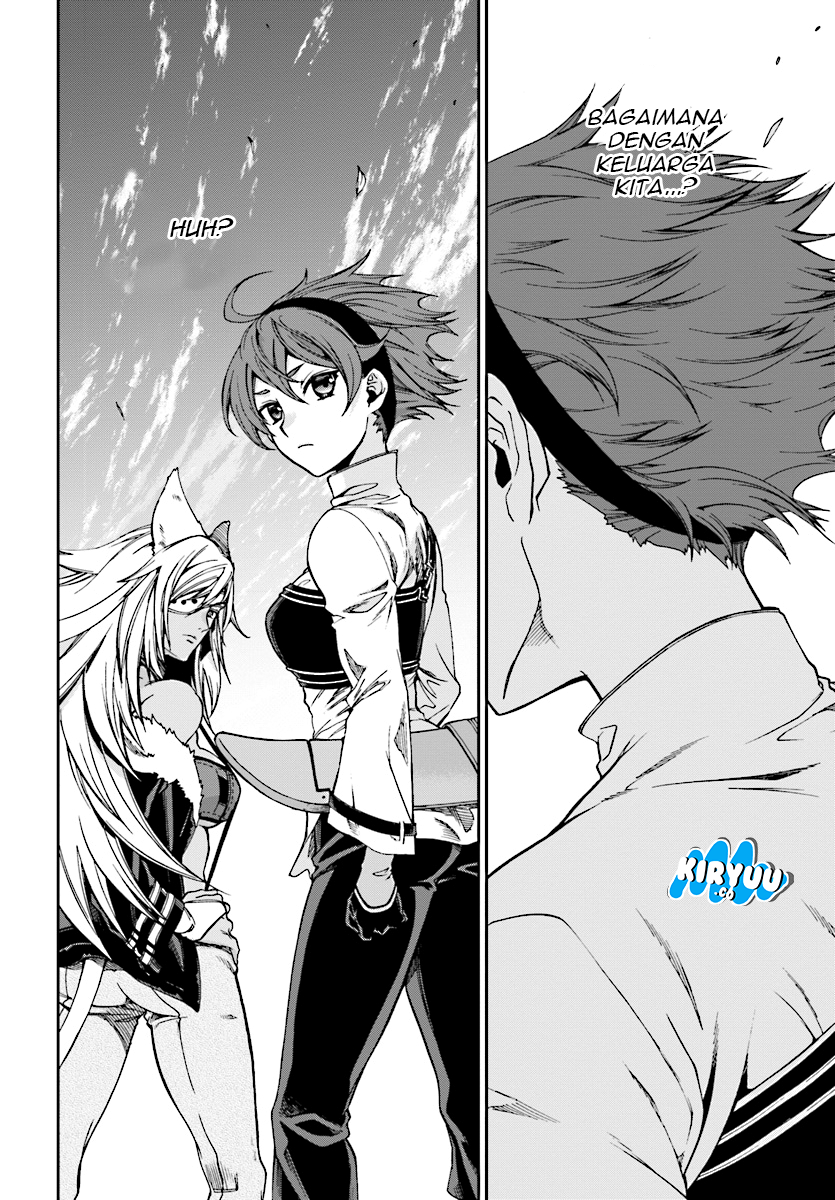 BAGAIMANA
DENGAN
KELUARGA
KITA....?
HUH?
KIRYUU
.CO